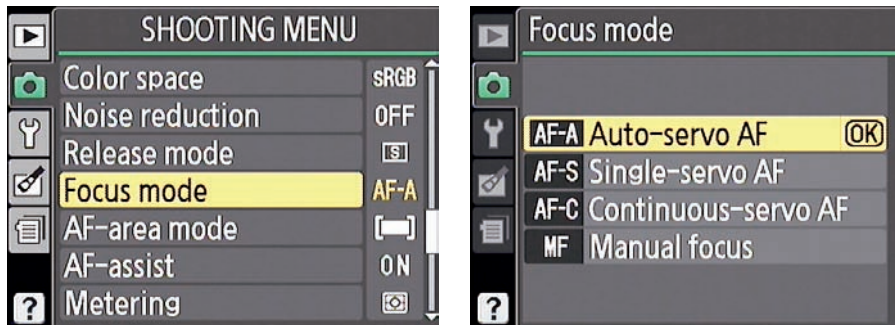 SHOOTING MENU
Color space sRGB
Noise reduction OFF
Release mode S
Focus mode AF-A
AF-area mode [ ]
AF-assist ON
Metering
?
Focus mode
AF-A Auto-servo AF OK
AF-S Single-servo AF
AF-C Continuous-servo AF
MF Manual focus
?